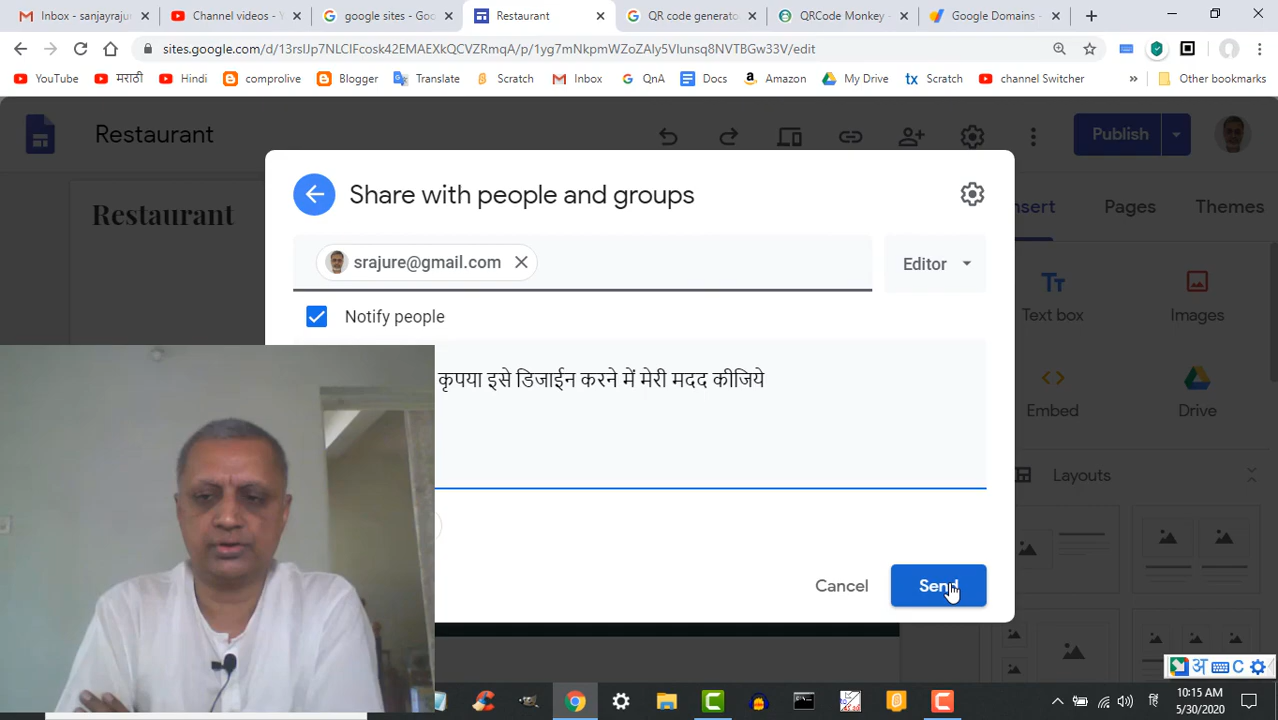 Inbox - sanjayraju
Channel videos - Y
google sites - Goo
Restaurant
QR code generato
QRCode Monkey -
Google Domains -
sites.google.com/d/13rsIJp7NLCIFcosk42EMAEXkQCVZRmqA/p/1yg7mNkpmWZoZAly5Vlunsq8NVTBGw33V/edit
YouTube
मराठी
Hindi
comprolive
Blogger
Translate
Scratch
Inbox
QnA
Docs
Amazon
My Drive
Scratch
channel Switcher
»
Other bookmarks
Restaurant
Publish
Share with people and groups
Restaurant
nsert
Pages
Themes
srajure@gmail.com
Editor
Notify people
Text box
Images
कृपया इसे डिजाईन करने में मेरी मदद कीजिये
Embed
Drive
Layouts
Cancel
Send
अ
C
हि
10:15 AM
5/30/2020